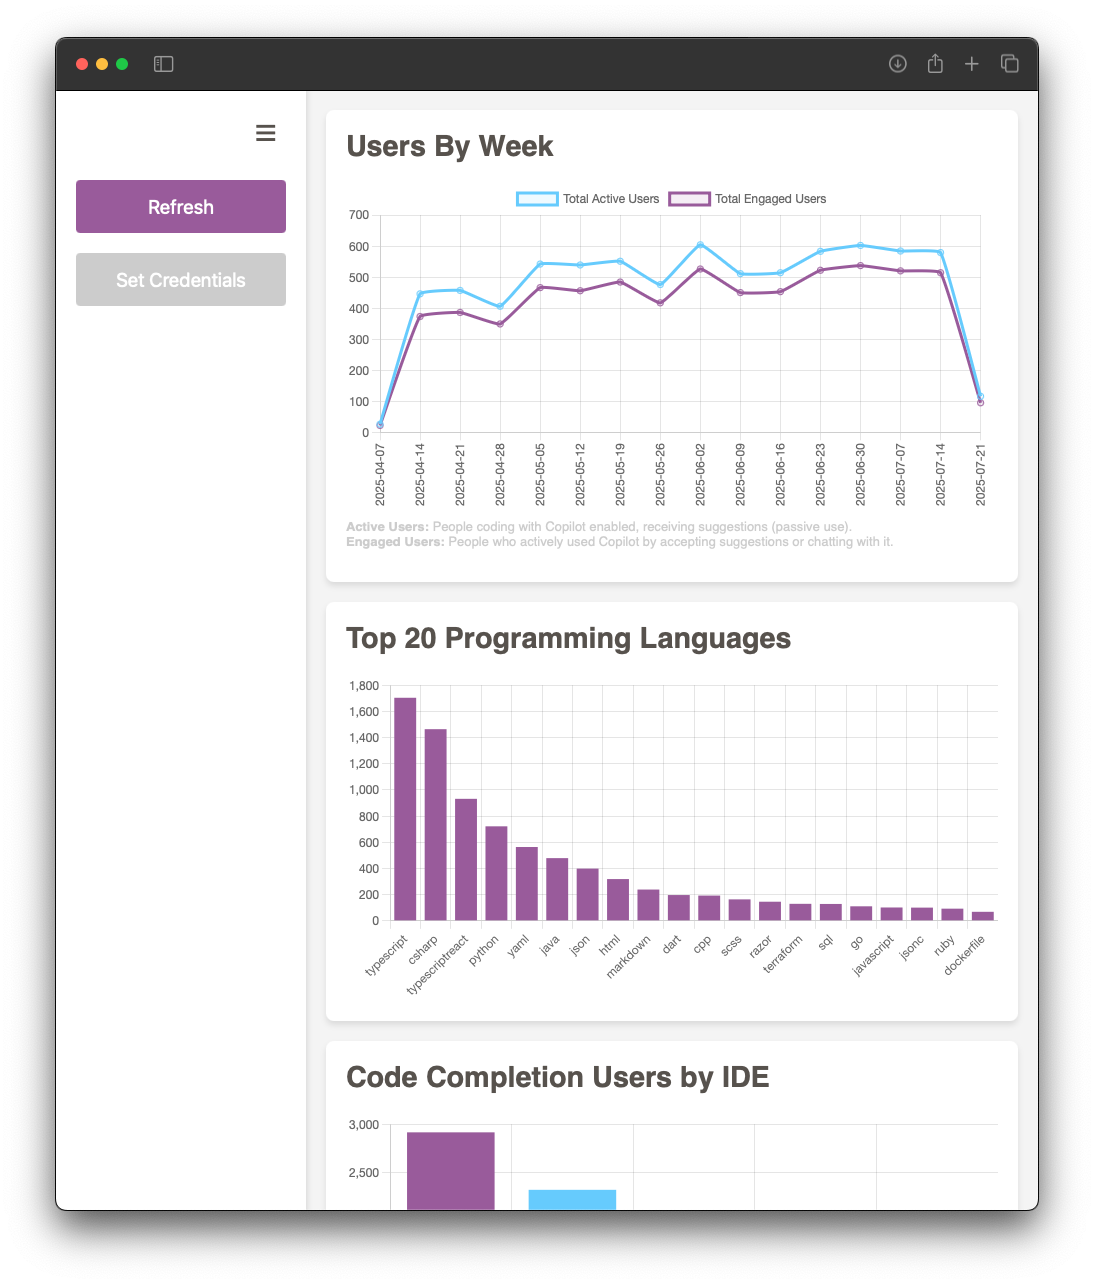 Refresh
Set Credentials
Users By Week
Total Active Users Total Engaged Users
700
600
500
400
300
200
100
0
2025-04-07
2025-04-14
2025-04-21
2025-04-28
2025-05-05
2025-05-12
2025-05-19
2025-05-26
2025-06-02
2025-06-09
2025-06-16
2025-06-23
2025-06-30
2025-07-07
2025-07-14
2025-07-21
Active Users: People coding with Copilot enabled, receiving suggestions (passive use).
Engaged Users: People who actively used Copilot by accepting suggestions or chatting with it.
Top 20 Programming Languages
1,800
1,600
1,400
1,200
1,000
800
600
400
200
0
typescript
csharp
typescriptreact
python
yaml
java
json
html
markdown
dart
cpp
scss
razor
terraform
sql
go
javascript
jsonc
ruby
dockerfile
Code Completion Users by IDE
3,000
2,500